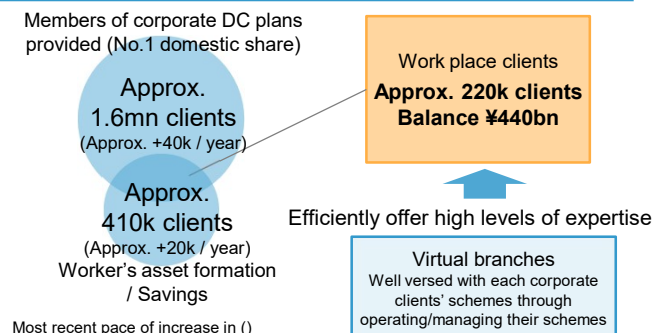 Members of corporate DC plans
provided (No.1 domestic share)
Approx.
1.6mn clients
(Approx. +40k / year)
Approx.
410k clients
(Approx. +20k / year)
Worker's asset formation
/ Savings
Most recent pace of increase in ()
Work place clients
Approx. 220k clients
Balance ¥440bn
Efficiently offer high levels of expertise
Virtual branches
Well versed with each corporate
clients' schemes through
operating/managing their schemes